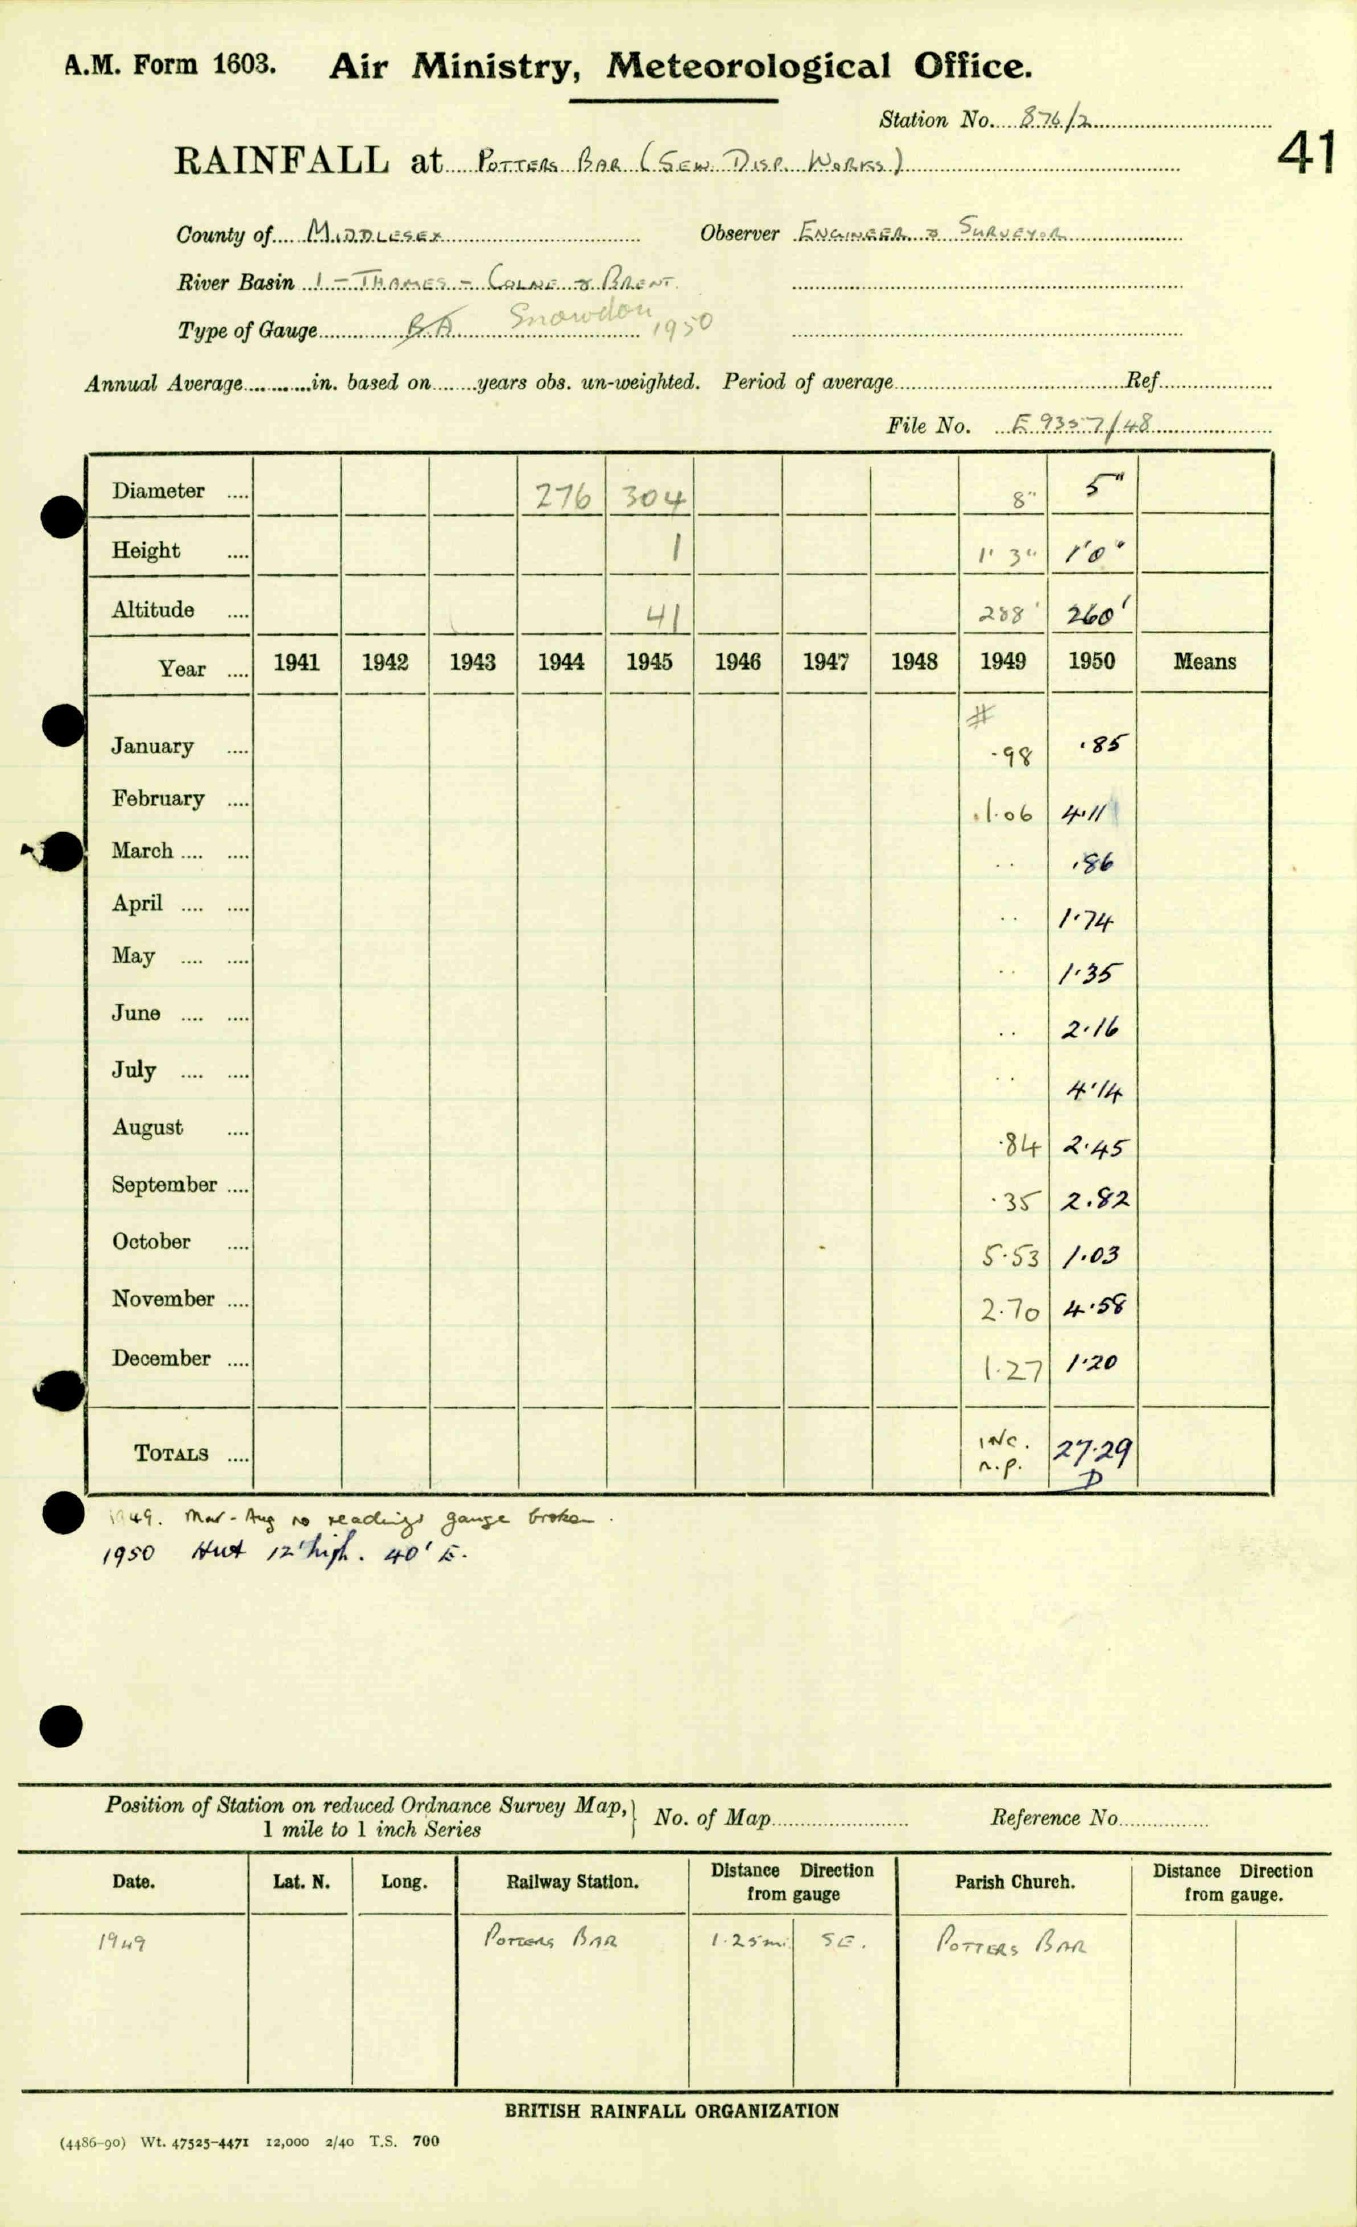 A.M. Form 1603. Air Ministry, Meteorological Office.
Station No. 876/2
41
RAINFALL at POTTERS BAR (SEW. DISP. WORKS)
County of MIDDLESEX Observer ENGINEER & SURVEYOR
River Basin 1 - THAMES - COLNE & BRENT.
Type of Gauge BA Snowdon 1950
Annual Average in. based on years obs. un-weighted. Period of average Ref
File No. E 9357/48
Diameter .... 276 304 8" 5"
Height .... 1 1' 3" 1'0"
Altitude .... 41 288' 260'
Year .... 1941 1942 1943 1944 1945 1946 1947 1948 1949 1950 Means
#
January .... ·98 ·85
February .... 1·06 4·11
March .... .... .. ·86
April .... .... .. 1·74
May .... .... .. 1·35
June .... .... .. 2·16
July .... .... .. 4·14
August .... ·84 2·45
September .... ·35 2·82
October .... 5·53 1·03
November .... 2·70 4·58
December .... 1·27 1·20
TOTALS .... inc. n.p. 27·29
D
1949. Mar - Aug no readings gauge broken.
1950 Hut 12' high. 40' E.
Position of Station on reduced Ordnance Survey Map, 1 mile to 1 inch Series } No. of Map Reference No.
Date. Lat. N. Long. Railway Station. Distance Direction from gauge Parish Church. Distance Direction from gauge.
1949 POTTERS BAR 1·25 mi. SE. POTTERS BAR
BRITISH RAINFALL ORGANIZATION
(4486-90) Wt. 47525-4471 12,000 2/40 T.S. 700